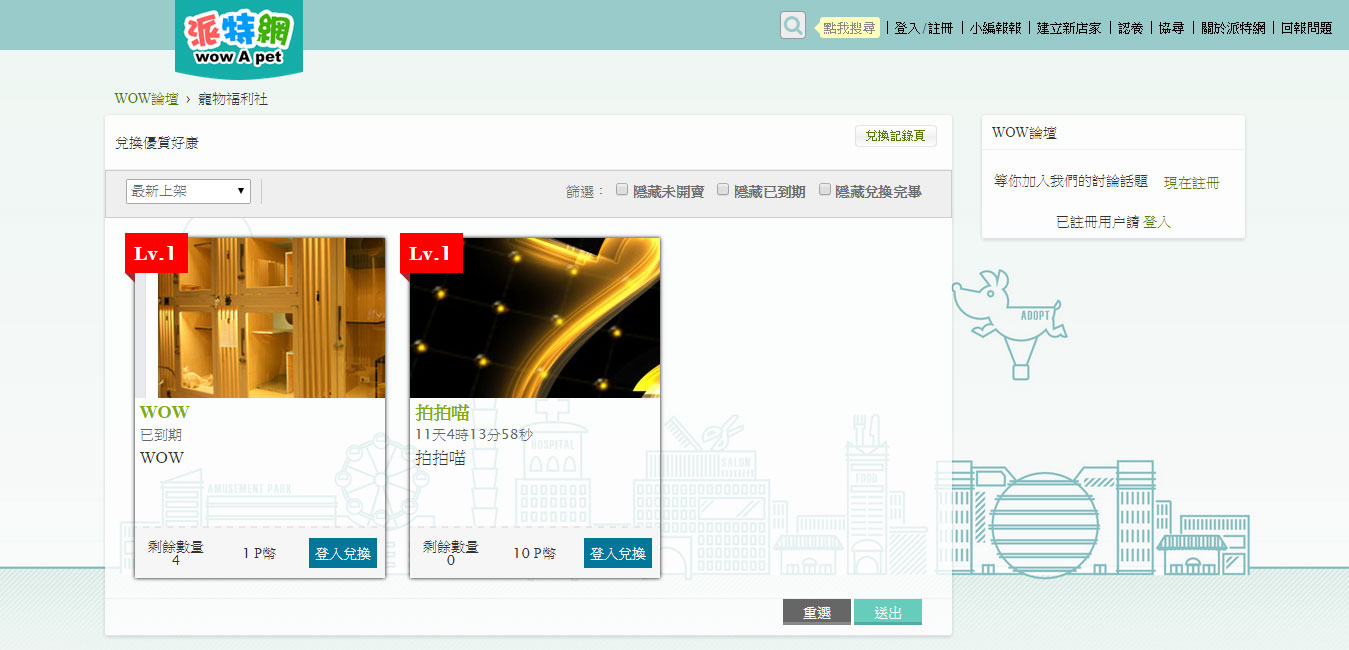 派特網
wow A pet
點我搜尋 | 登入/註冊 | 小編報報 | 建立新店家 | 認養 | 協尋 | 關於派特網 | 回報問題
WOW論壇 › 寵物福利社
兌換優質好康
兌換記錄頁
最新上架
篩選： 隱藏未開賣 隱藏已到期 隱藏兌換完畢
Lv.1
WOW
已到期
WOW
剩餘數量
4
1 P幣
登入兌換
Lv.1
拍拍喵
11天4時13分58秒
拍拍喵
剩餘數量
0
10 P幣
登入兌換
重選
送出
WOW論壇
等你加入我們的討論話題 現在註冊
已註冊用戶請 登入
ADOPT
AMUSEMENT PARK
HOSPITAL
SALON
FOOD